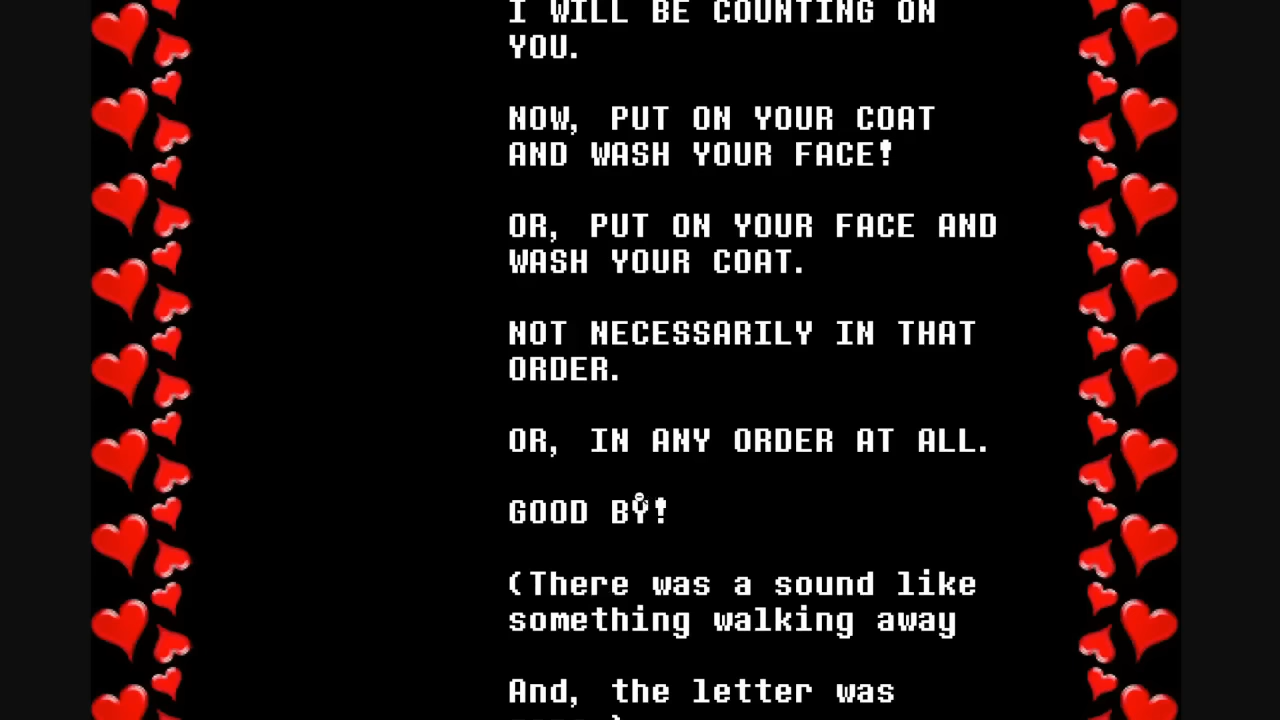 I WILL BE COUNTING ON
YOU.
NOW, PUT ON YOUR COAT
AND WASH YOUR FACE!
OR, PUT ON YOUR FACE AND
WASH YOUR COAT.
NOT NECESSARILY IN THAT
ORDER.
OR, IN ANY ORDER AT ALL.
GOOD BY!
(There was a sound like
something walking away
And, the letter was